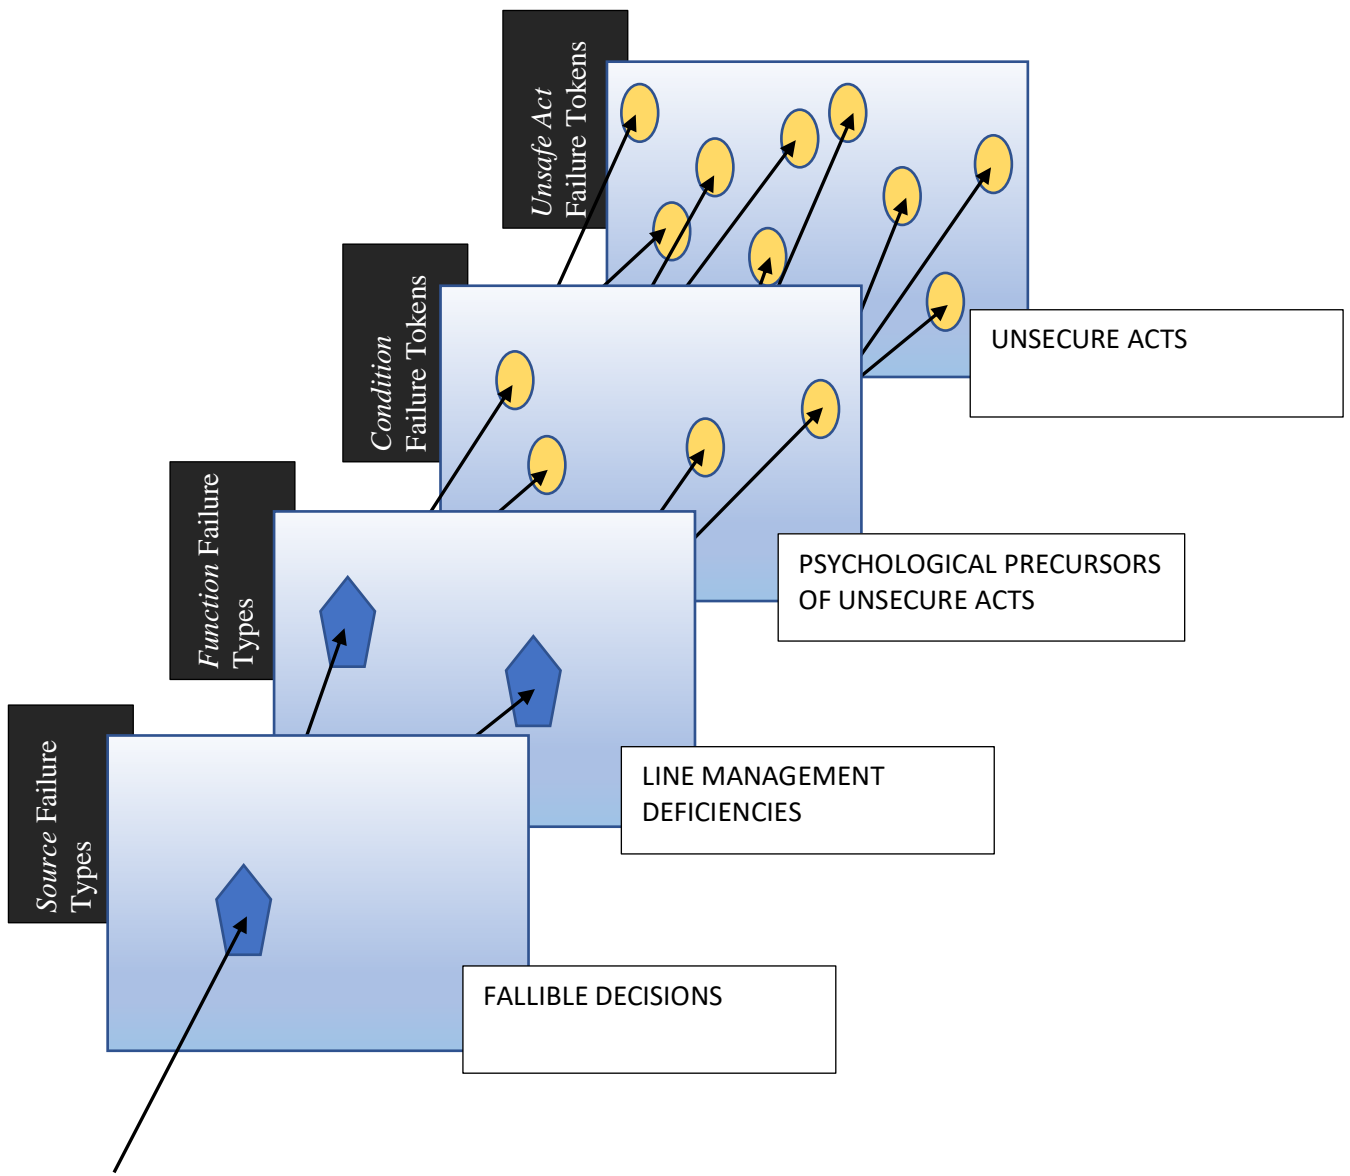 Unsafe Act
Failure Tokens
UNSECURE ACTS
Condition
Failure Tokens
PSYCHOLOGICAL PRECURSORS
OF UNSECURE ACTS
Function Failure
Types
LINE MANAGEMENT
DEFICIENCIES
Source Failure
Types
FALLIBLE DECISIONS